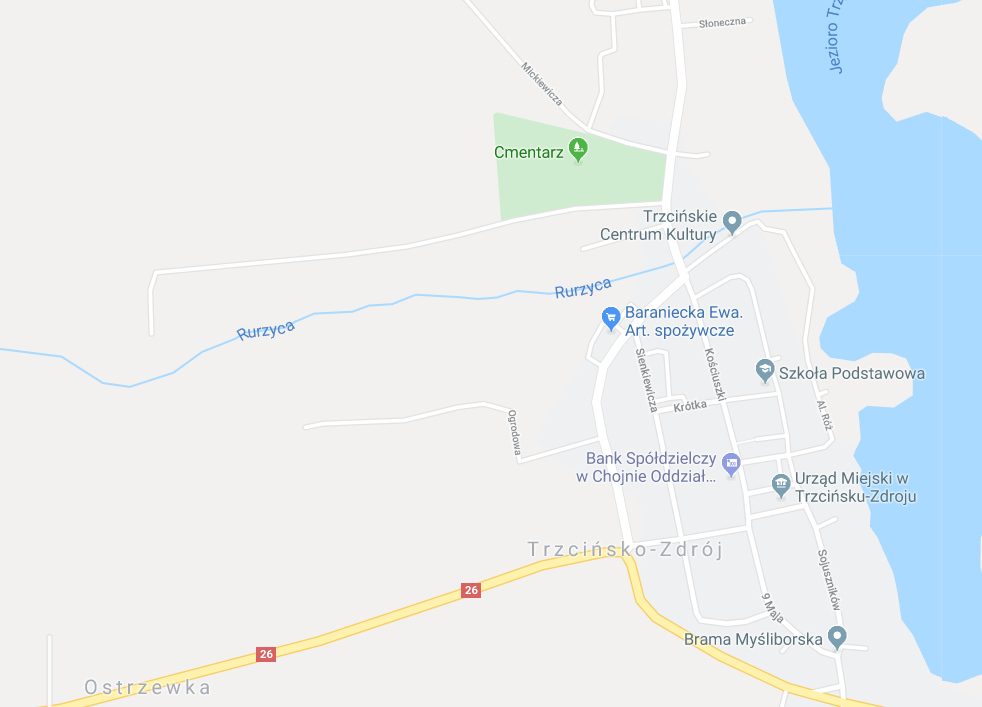 Słoneczna
Jezioro Trz
Mickiewicza
Cmentarz
Trzcińskie
Centrum Kultury
Rurzyca
Baraniecka Ewa.
Art. spożywcze
Rurzyca
Sienkiewicza
Kościuszki
Szkoła Podstawowa
Krótka
Al. Róż
Ogrodowa
Bank Spółdzielczy
w Chojnie Oddział...
Urząd Miejski w
Trzcińsku-Zdroju
Trzcińsko-Zdrój
Sojuszników
26
9 Maja
Brama Myśliborska
26
Ostrzewka